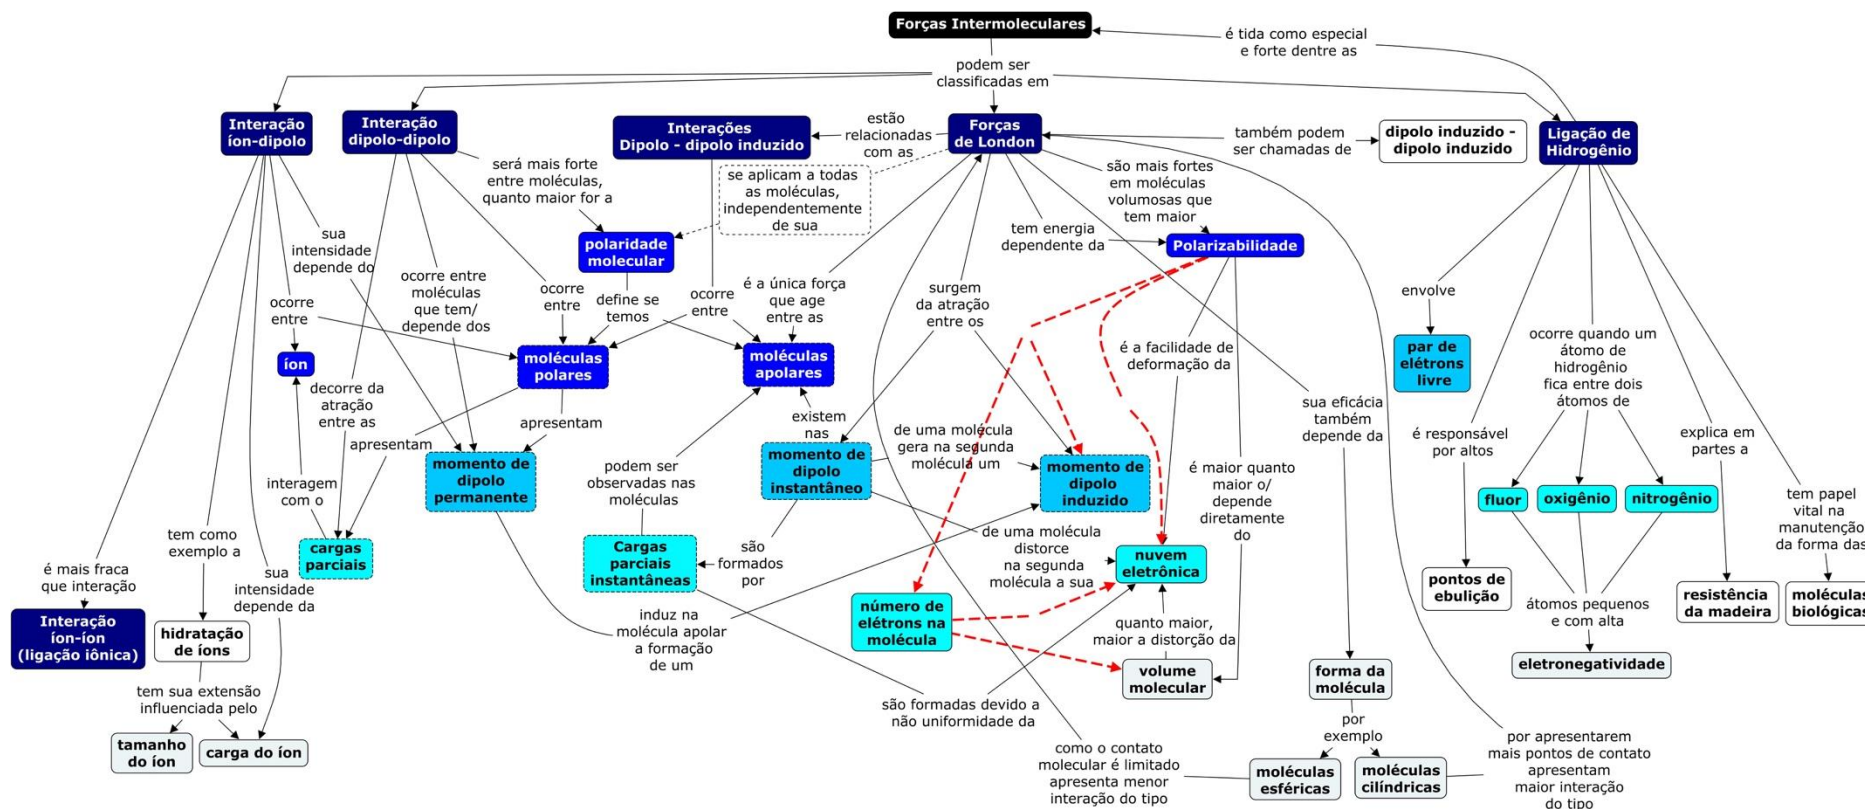 Forças Intermoleculares
é tida como especial
e forte dentre as
podem ser
classificadas em
Interação
íon-dipolo
Interação
dipolo-dipolo
Interações
Dipolo - dipolo induzido
estão
relacionadas
com as
Forças
de London
também podem
ser chamadas de
dipolo induzido -
dipolo induzido
Ligação de
Hidrogênio
será mais forte
entre moléculas,
quanto maior for a
se aplicam a todas
as moléculas,
independentemente
de sua
são mais fortes
em moléculas
volumosas que
tem maior
polaridade
molecular
tem energia
dependente da
Polarizabilidade
sua
intensidade
depende do
ocorre
entre
ocorre entre
moléculas
que tem/
depende dos
ocorre
entre
define se
temos
ocorre
entre
é a única força
que age
entre as
surgem
da atração
entre os
envolve
íon
moléculas
polares
moléculas
apolares
é a facilidade de
deformação da
par de
elétrons
livre
ocorre quando um
átomo de
hidrogênio
fica entre dois
átomos de
decorre da
atração
entre as
apresentam
apresentam
existem
nas
de uma molécula
gera na segunda
molécula um
sua eficácia
também
depende da
é responsável
por altos
explica em
partes a
momento de
dipolo
permanente
momento de
dipolo
instantâneo
momento de
dipolo
induzido
é maior quanto
maior o/
depende
diretamente
do
interagem
com o
podem ser
observadas nas
moléculas
fluor
oxigênio
nitrogênio
tem papel
vital na
manutenção
da forma das
tem como
exemplo a
cargas
parciais
Cargas
parciais
instantâneas
são
formados
por
de uma molécula
distorce
na segunda
molécula a sua
nuvem
eletrônica
é mais fraca
que interação
sua
intensidade
depende da
pontos de
ebulição
resistência
da madeira
moléculas
biológicas
Interação
íon-íon
(ligação iônica)
hidratação
de íons
induz na
molécula apolar
a formação
de um
número de
elétrons na
molécula
quanto maior,
maior a distorção da
átomos pequenos
e com alta
volume
molecular
forma da
molécula
eletronegatividade
tem sua extensão
influenciada pelo
são formadas devido a
não uniformidade da
por
exemplo
tamanho
do íon
carga do íon
como o contato
molecular é limitado
apresenta menor
interação do tipo
moléculas
esféricas
moléculas
cilíndricas
por apresentarem
mais pontos de contato
apresentam
maior interação
do tipo